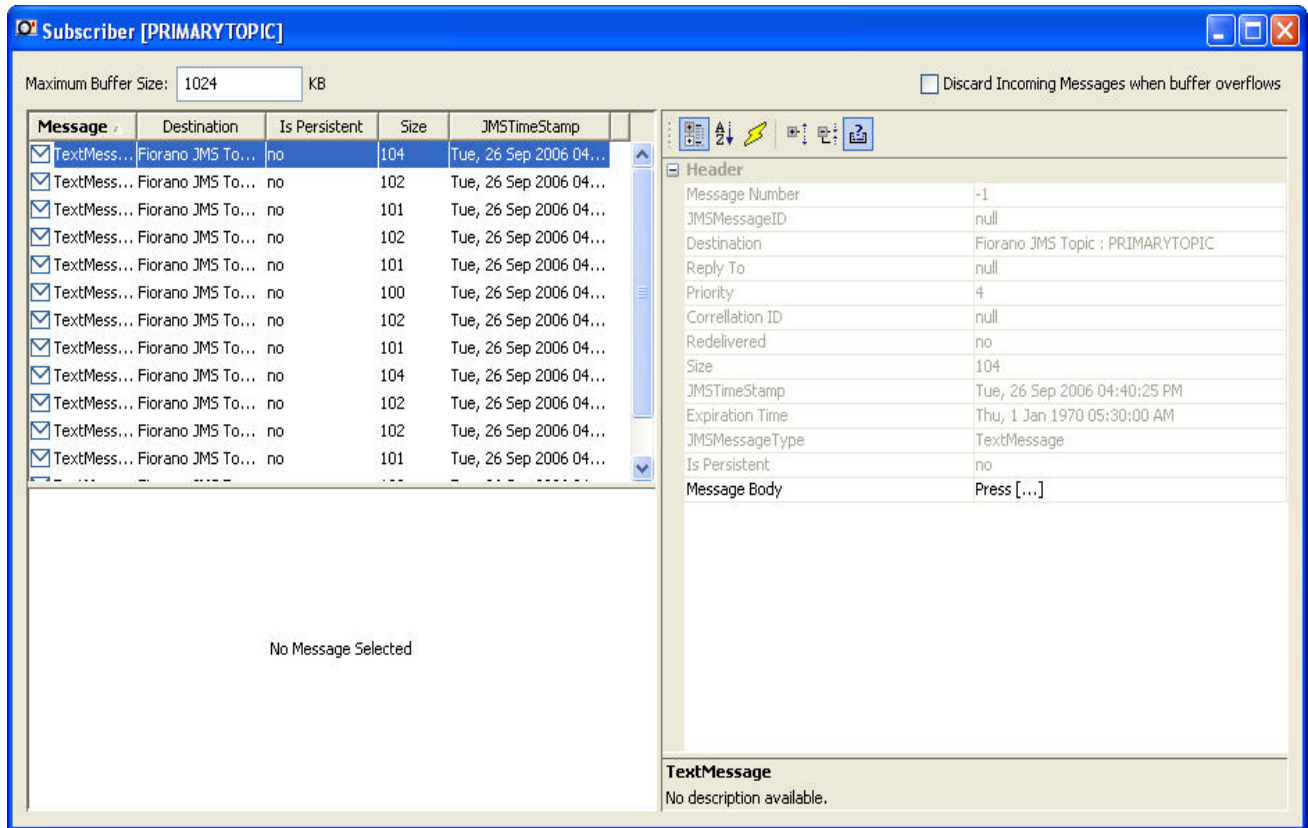 Subscriber [PRIMARYTOPIC]
Maximum Buffer Size: 1024 KB
Discard Incoming Messages when buffer overflows
Message Destination Is Persistent Size JMSTimeStamp
TextMess... Fiorano JMS To... no 104 Tue, 26 Sep 2006 04...
TextMess... Fiorano JMS To... no 102 Tue, 26 Sep 2006 04...
TextMess... Fiorano JMS To... no 101 Tue, 26 Sep 2006 04...
TextMess... Fiorano JMS To... no 102 Tue, 26 Sep 2006 04...
TextMess... Fiorano JMS To... no 101 Tue, 26 Sep 2006 04...
TextMess... Fiorano JMS To... no 100 Tue, 26 Sep 2006 04...
TextMess... Fiorano JMS To... no 102 Tue, 26 Sep 2006 04...
TextMess... Fiorano JMS To... no 101 Tue, 26 Sep 2006 04...
TextMess... Fiorano JMS To... no 104 Tue, 26 Sep 2006 04...
TextMess... Fiorano JMS To... no 102 Tue, 26 Sep 2006 04...
TextMess... Fiorano JMS To... no 102 Tue, 26 Sep 2006 04...
TextMess... Fiorano JMS To... no 101 Tue, 26 Sep 2006 04...
No Message Selected
Header
Message Number -1
JMSMessageID null
Destination Fiorano JMS Topic : PRIMARYTOPIC
Reply To null
Priority 4
Correllation ID null
Redelivered no
Size 104
JMSTimeStamp Tue, 26 Sep 2006 04:40:25 PM
Expiration Time Thu, 1 Jan 1970 05:30:00 AM
JMSMessageType TextMessage
Is Persistent no
Message Body Press [...]
TextMessage
No description available.